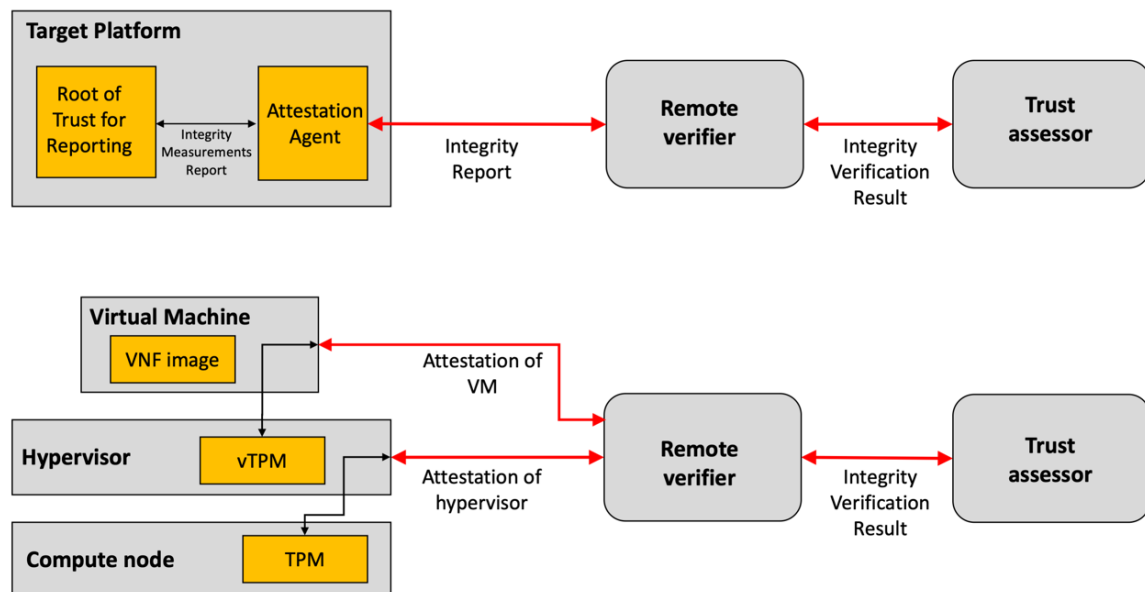 Target Platform
Root of
Trust for
Reporting
Integrity
Measurements
Report
Attestation
Agent
Integrity
Report
Remote
verifier
Integrity
Verification
Result
Trust
assessor
Virtual Machine
VNF image
Attestation of
VM
Hypervisor
vTPM
Attestation of
hypervisor
Remote
verifier
Integrity
Verification
Result
Trust
assessor
Compute node
TPM